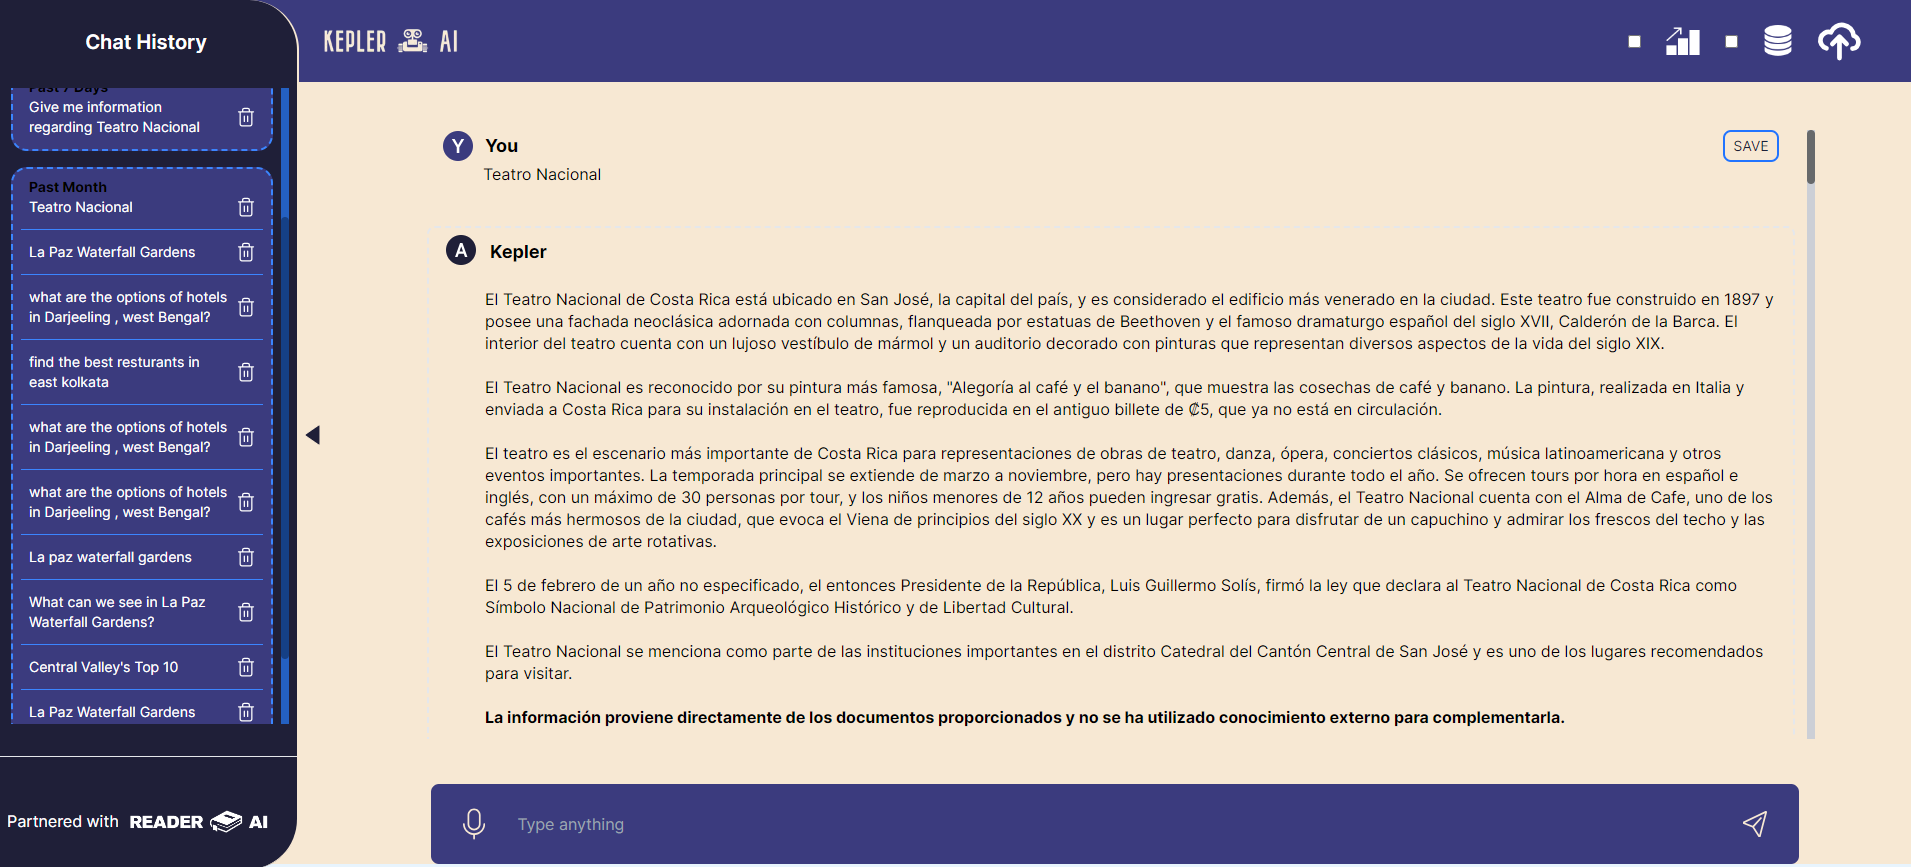 Chat History
Past 7 Days
Give me information
regarding Teatro Nacional
Past Month
Teatro Nacional
La Paz Waterfall Gardens
what are the options of hotels
in Darjeeling , west Bengal?
find the best resturants in
east kolkata
what are the options of hotels
in Darjeeling , west Bengal?
what are the options of hotels
in Darjeeling , west Bengal?
La paz waterfall gardens
What can we see in La Paz
Waterfall Gardens?
Central Valley's Top 10
La Paz Waterfall Gardens
Partnered with READER AI
KEPLER AI
Y You
SAVE
Teatro Nacional
A Kepler
El Teatro Nacional de Costa Rica está ubicado en San José, la capital del país, y es considerado el edificio más venerado en la ciudad. Este teatro fue construido en 1897 y
posee una fachada neoclásica adornada con columnas, flanqueada por estatuas de Beethoven y el famoso dramaturgo español del siglo XVII, Calderón de la Barca. El
interior del teatro cuenta con un lujoso vestíbulo de mármol y un auditorio decorado con pinturas que representan diversos aspectos de la vida del siglo XIX.
El Teatro Nacional es reconocido por su pintura más famosa, "Alegoría al café y el banano", que muestra las cosechas de café y banano. La pintura, realizada en Italia y
enviada a Costa Rica para su instalación en el teatro, fue reproducida en el antiguo billete de ₡5, que ya no está en circulación.
El teatro es el escenario más importante de Costa Rica para representaciones de obras de teatro, danza, ópera, conciertos clásicos, música latinoamericana y otros
eventos importantes. La temporada principal se extiende de marzo a noviembre, pero hay presentaciones durante todo el año. Se ofrecen tours por hora en español e
inglés, con un máximo de 30 personas por tour, y los niños menores de 12 años pueden ingresar gratis. Además, el Teatro Nacional cuenta con el Alma de Cafe, uno de los
cafés más hermosos de la ciudad, que evoca el Viena de principios del siglo XX y es un lugar perfecto para disfrutar de un capuchino y admirar los frescos del techo y las
exposiciones de arte rotativas.
El 5 de febrero de un año no especificado, el entonces Presidente de la República, Luis Guillermo Solís, firmó la ley que declara al Teatro Nacional de Costa Rica como
Símbolo Nacional de Patrimonio Arqueológico Histórico y de Libertad Cultural.
El Teatro Nacional se menciona como parte de las instituciones importantes en el distrito Catedral del Cantón Central de San José y es uno de los lugares recomendados
para visitar.
La información proviene directamente de los documentos proporcionados y no se ha utilizado conocimiento externo para complementarla.
Type anything